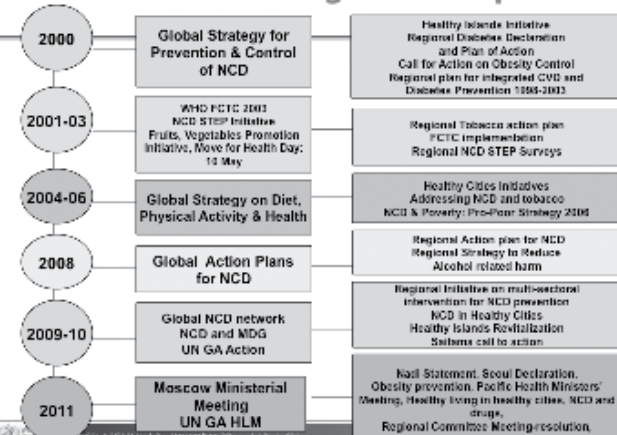 2000
Global Strategy for
Prevention & Control
of NCD
Healthy Islands Initiative
Regional Diabetes Declaration
and Plan of Action
Call for Action on Obesity Control
Regional plan for integrated CVD and
Diabetes Prevention 1998-2003
2001-03
WHO FCTC 2003
NCD STEP Initiative
Fruits, Vegetables Promotion
Initiative, Move for Health Day:
10 May
Regional Tobacco action plan
FCTC implementation
Regional NCD STEP Surveys
2004-06
Global Strategy on Diet,
Physical Activity & Health
Healthy Cities Initiatives
Addressing NCD and tobacco
NCD & Poverty: Pro-Poor Strategy 2006
2008
Global Action Plans
for NCD
Regional Action plan for NCD
Regional Strategy to Reduce
Alcohol related harm
2009-10
Global NCD network
NCD and MDG
UN GA Action
Regional Initiative on multi-sectoral
intervention for NCD prevention
NCD in Healthy Cities
Healthy Islands Revitalization
Saitama call to action
2011
Moscow Ministerial
Meeting
UN GA HLM
Nadi Statement, Seoul Declaration,
Obesity prevention, Pacific Health Ministers'
Meeting, Healthy living in healthy cities, NCD and
drugs,
Regional Committee Meeting-resolution,